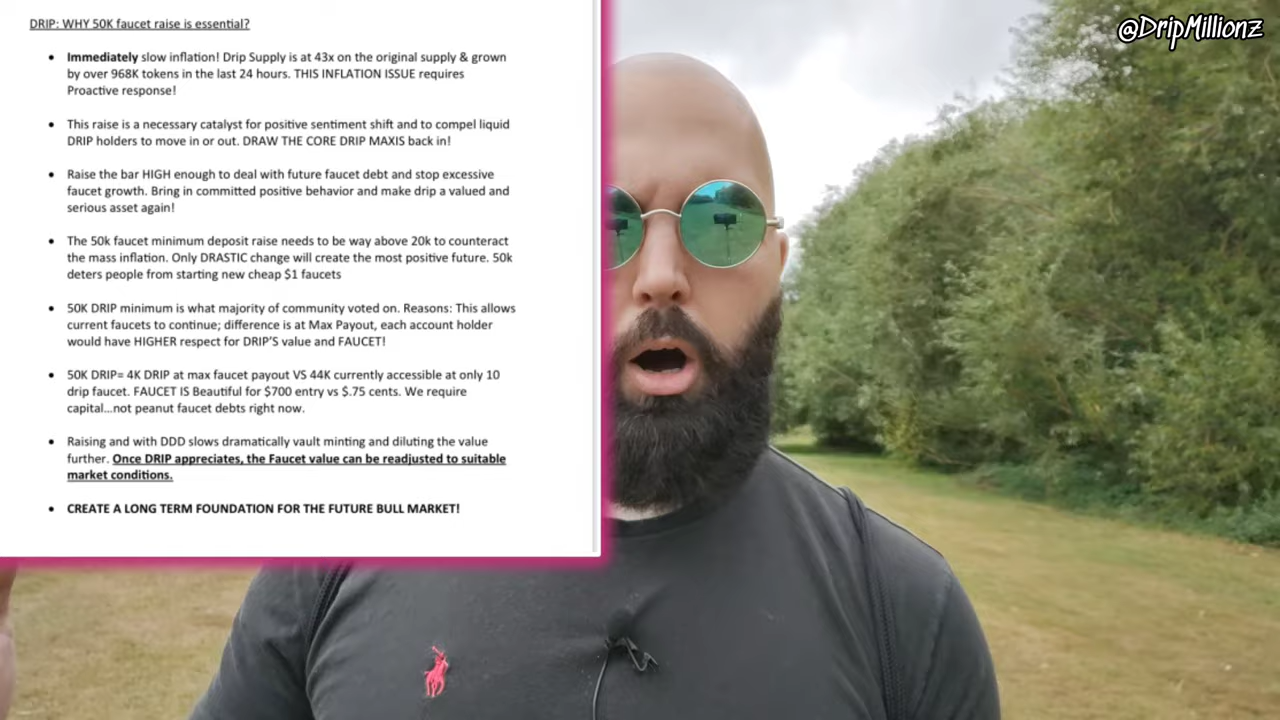 DRIP: WHY 50K faucet raise is essential?
@DripMillionz
• Immediately slow inflation! Drip Supply is at 43x on the original supply & grown
by over 968K tokens in the last 24 hours. THIS INFLATION ISSUE requires
Proactive response!
• This raise is a necessary catalyst for positive sentiment shift and to compel liquid
DRIP holders to move in or out. DRAW THE CORE DRIP MAXIS back in!
• Raise the bar HIGH enough to deal with future faucet debt and stop excessive
faucet growth. Bring in committed positive behavior and make drip a valued and
serious asset again!
• The 50k faucet minimum deposit raise needs to be way above 20k to counteract
the mass inflation. Only DRASTIC change will create the most positive future. 50k
deters people from starting new cheap $1 faucets
• 50K DRIP minimum is what majority of community voted on. Reasons: This allows
current faucets to continue; difference is at Max Payout, each account holder
would have HIGHER respect for DRIP’S value and FAUCET!
• 50K DRIP= 4K DRIP at max faucet payout VS 44K currently accessible at only 10
drip faucet. FAUCET IS Beautiful for $700 entry vs $.75 cents. We require
capital…not peanut faucet debts right now.
• Raising and with DDD slows dramatically vault minting and diluting the value
further. Once DRIP appreciates, the Faucet value can be readjusted to suitable
market conditions.
• CREATE A LONG TERM FOUNDATION FOR THE FUTURE BULL MARKET!